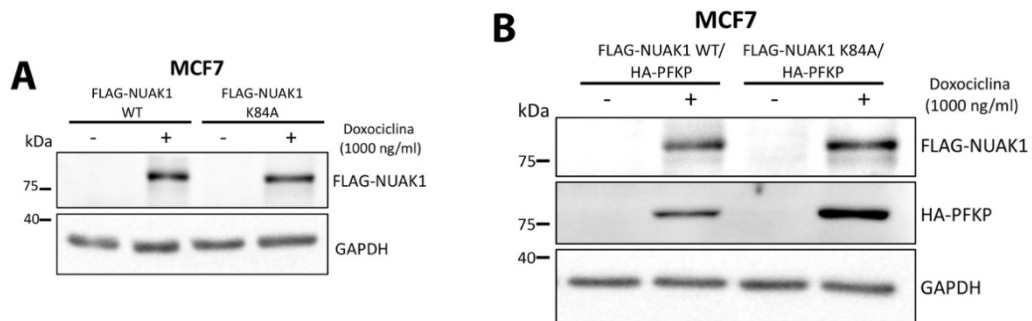 A
MCF7
FLAG-NUAK1 WT
FLAG-NUAK1 K84A
kDa
- + - +
Doxociclina
(1000 ng/ml)
75
FLAG-NUAK1
40
GAPDH
B
MCF7
FLAG-NUAK1 WT/
HA-PFKP
FLAG-NUAK1 K84A/
HA-PFKP
kDa
- + - +
Doxociclina
(1000 ng/ml)
75
FLAG-NUAK1
75
HA-PFKP
40
GAPDH